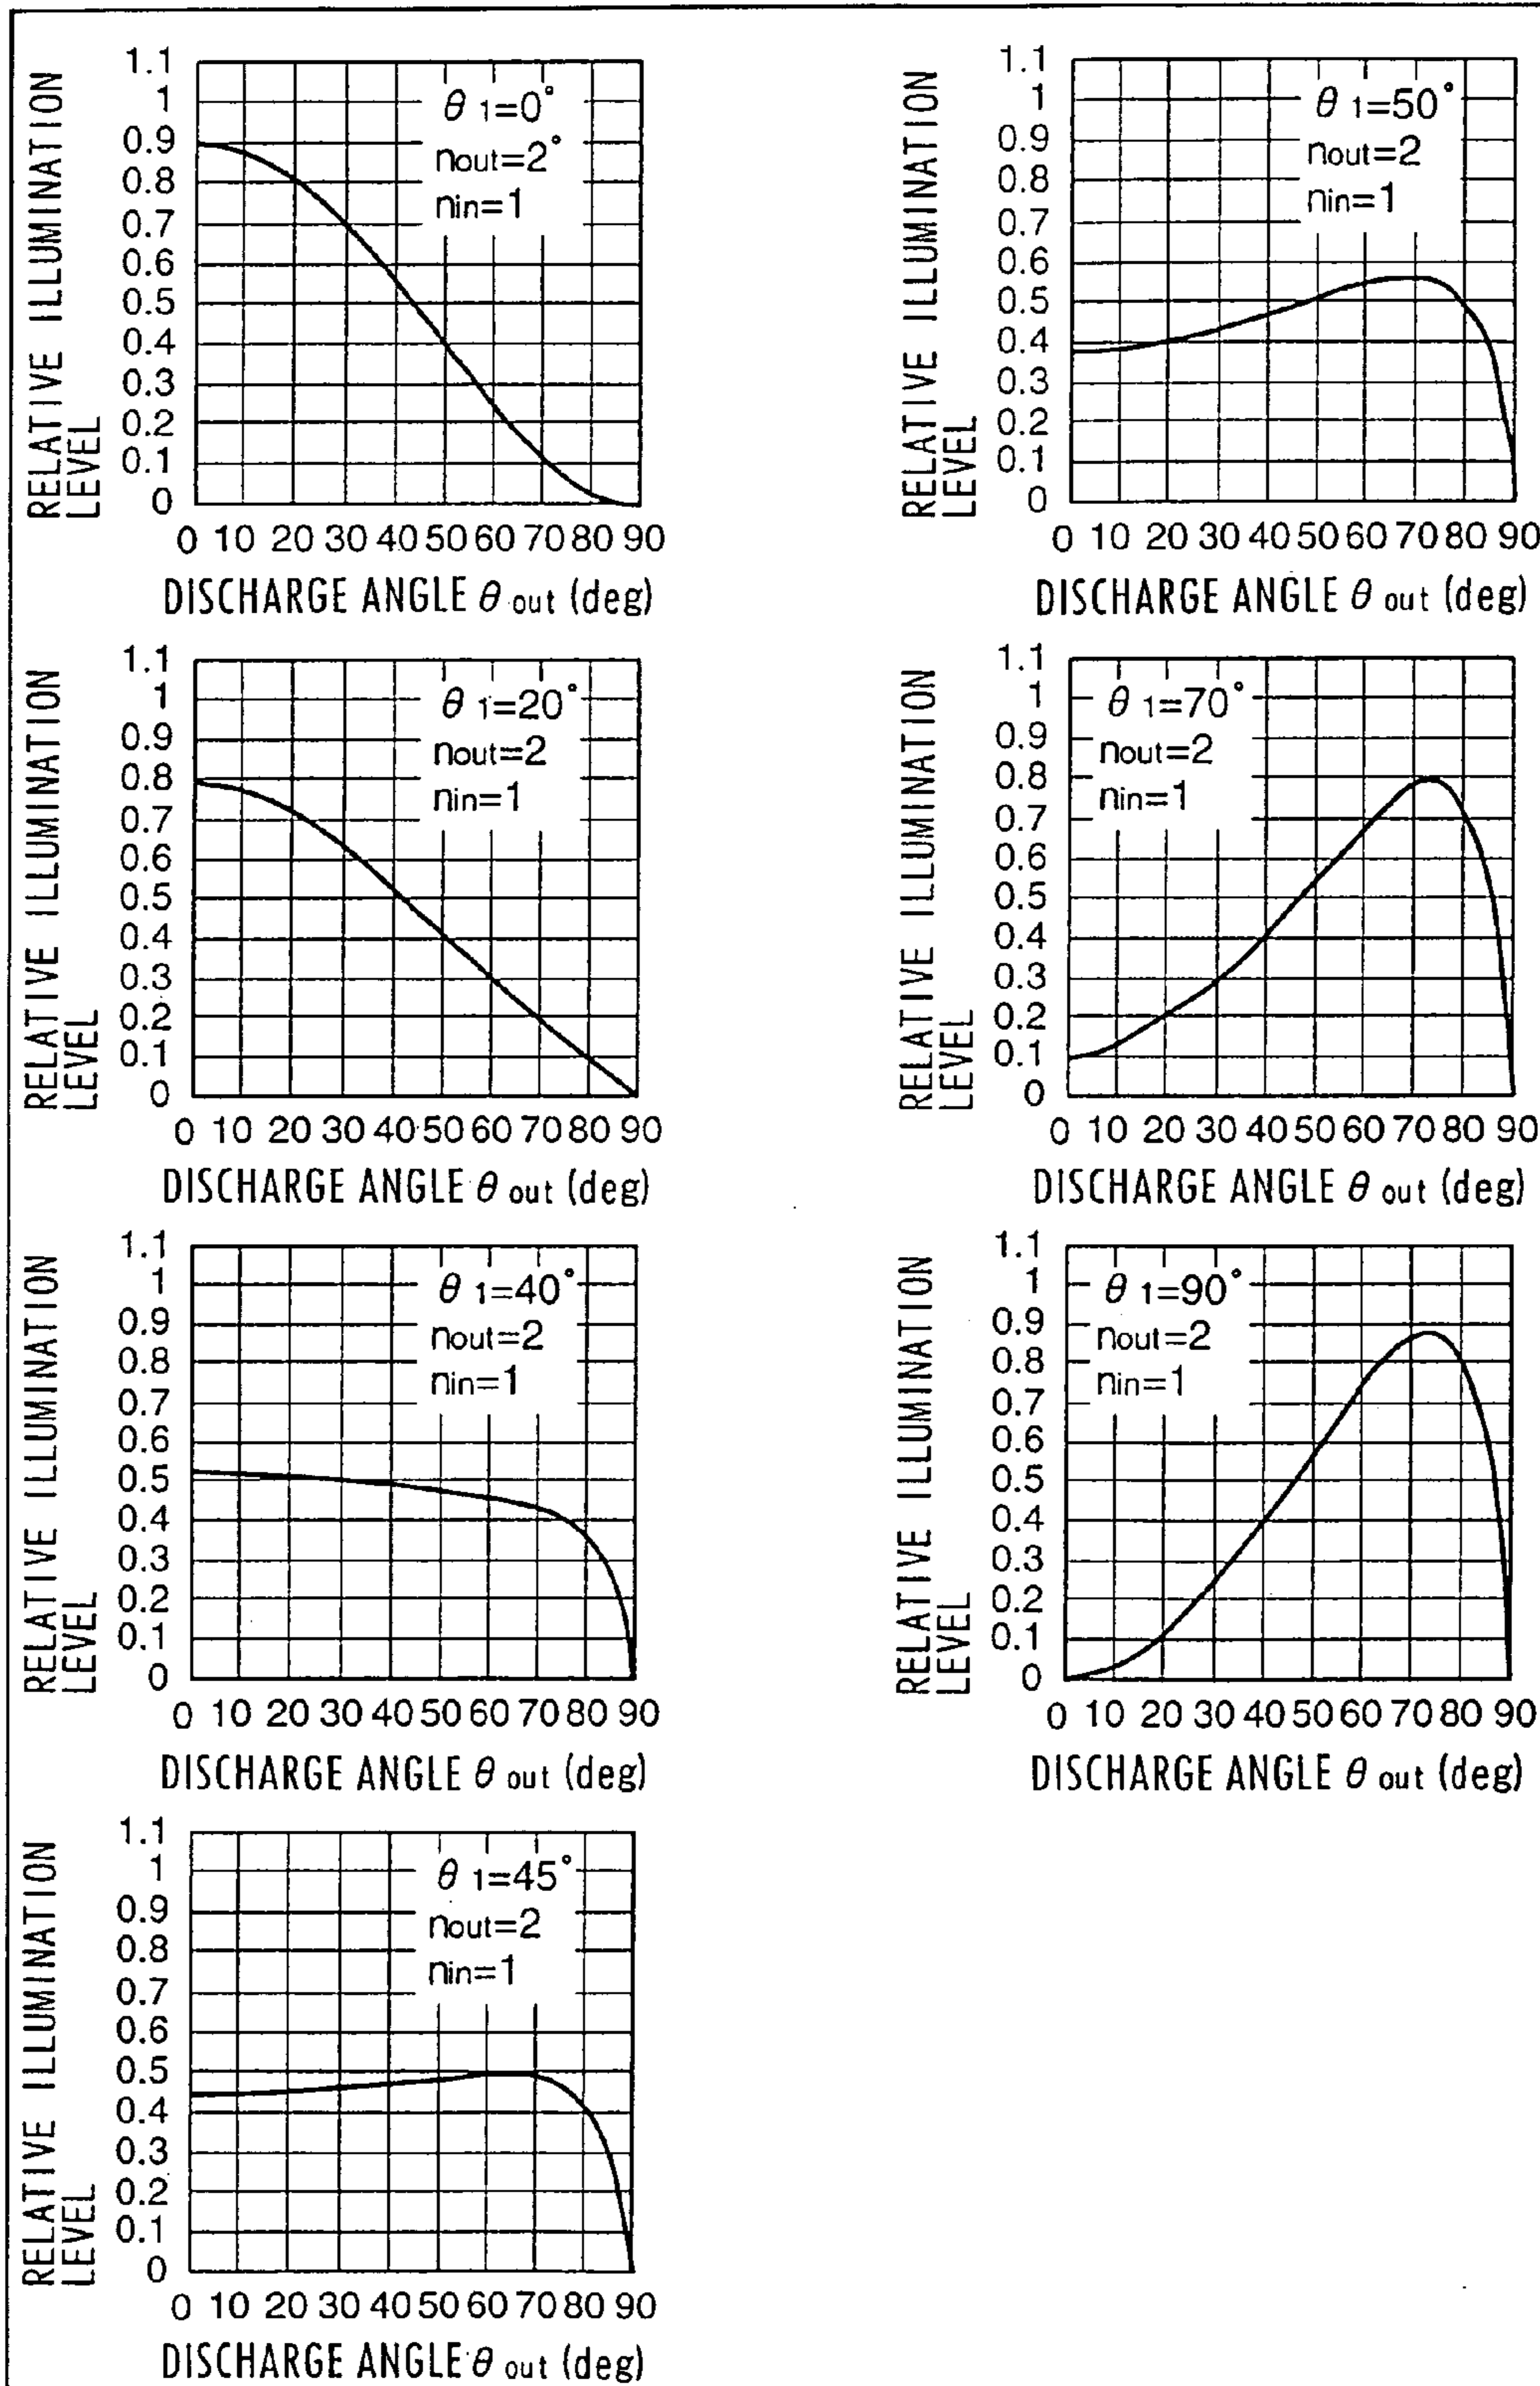 RELATIVE ILLUMINATION
LEVEL
1.1
1
0.9
0.8
0.7
0.6
0.5
0.4
0.3
0.2
0.1
0
θ 1=0°
nout=2°
nin=1
0 10 20 30 40 50 60 70 80 90
DISCHARGE ANGLE θ out (deg)
RELATIVE ILLUMINATION
LEVEL
1.1
1
0.9
0.8
0.7
0.6
0.5
0.4
0.3
0.2
0.1
0
θ 1=20°
nout=2
nin=1
0 10 20 30 40 50 60 70 80 90
DISCHARGE ANGLE θ out (deg)
RELATIVE ILLUMINATION
LEVEL
1.1
1
0.9
0.8
0.7
0.6
0.5
0.4
0.3
0.2
0.1
0
θ 1=40°
nout=2
nin=1
0 10 20 30 40 50 60 70 80 90
DISCHARGE ANGLE θ out (deg)
RELATIVE ILLUMINATION
LEVEL
1.1
1
0.9
0.8
0.7
0.6
0.5
0.4
0.3
0.2
0.1
0
θ 1=45°
nout=2
nin=1
0 10 20 30 40 50 60 70 80 90
DISCHARGE ANGLE θ out (deg)
RELATIVE ILLUMINATION
LEVEL
1.1
1
0.9
0.8
0.7
0.6
0.5
0.4
0.3
0.2
0.1
0
θ 1=50°
nout=2
nin=1
0 10 20 30 40 50 60 70 80 90
DISCHARGE ANGLE θ out (deg)
RELATIVE ILLUMINATION
LEVEL
1.1
1
0.9
0.8
0.7
0.6
0.5
0.4
0.3
0.2
0.1
0
θ 1=70°
nout=2
nin=1
0 10 20 30 40 50 60 70 80 90
DISCHARGE ANGLE θ out (deg)
RELATIVE ILLUMINATION
LEVEL
1.1
1
0.9
0.8
0.7
0.6
0.5
0.4
0.3
0.2
0.1
0
θ 1=90°
nout=2
nin=1
0 10 20 30 40 50 60 70 80 90
DISCHARGE ANGLE θ out (deg)